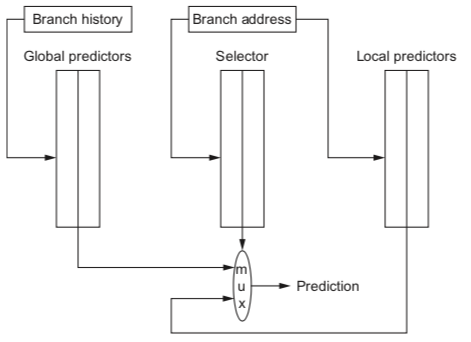 Branch history
Branch address
Global predictors
Selector
Local predictors
m
u
x
Prediction